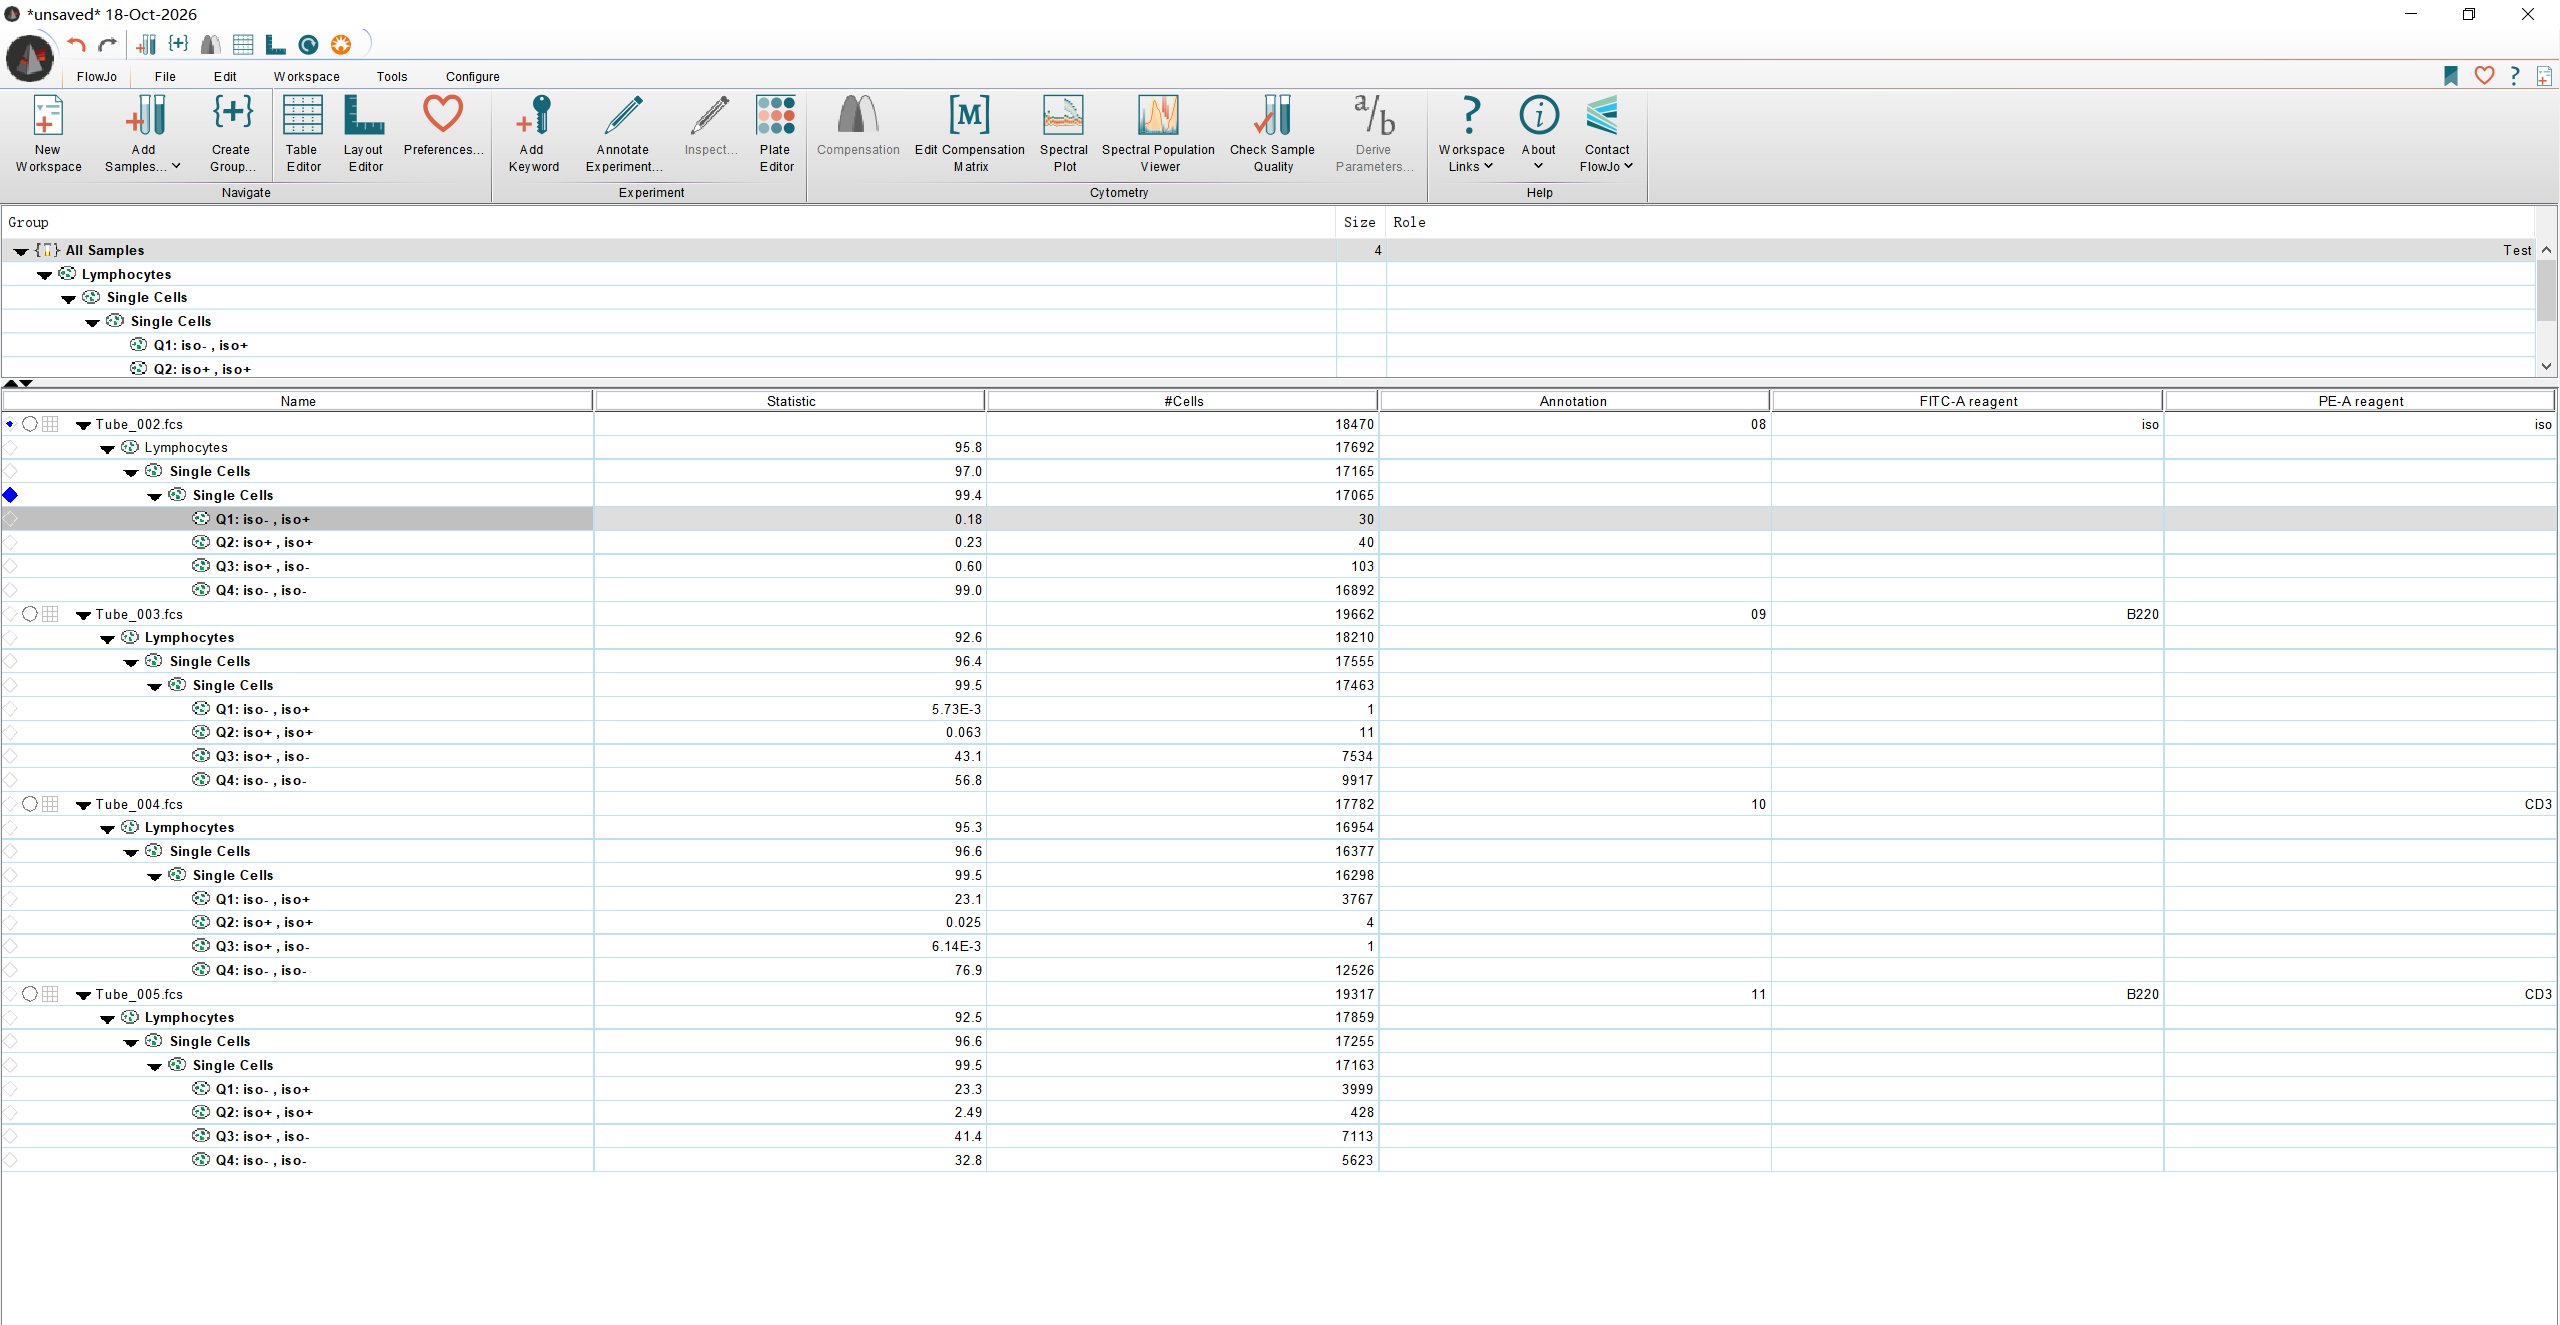 *unsaved* 18-Oct-2026
FlowJo File Edit Workspace Tools Configure
New Workspace
Add Samples...
Create Group...
Table Editor
Layout Editor
Preferences...
Add Keyword
Annotate Experiment...
Inspect...
Plate Editor
Compensation
Edit Compensation Matrix
Spectral Plot
Spectral Population Viewer
Check Sample Quality
Derive Parameters...
Workspace Links
About
Contact FlowJo
Navigate Experiment Cytometry Help
Group Size Role
All Samples 4 Test
Lymphocytes
Single Cells
Single Cells
Q1: iso- , iso+
Q2: iso+ , iso+
Name Statistic #Cells Annotation FITC-A reagent PE-A reagent
Tube_002.fcs 18470 08 iso iso
Lymphocytes 95.8 17692
Single Cells 97.0 17165
Single Cells 99.4 17065
Q1: iso- , iso+ 0.18 30
Q2: iso+ , iso+ 0.23 40
Q3: iso+ , iso- 0.60 103
Q4: iso- , iso- 99.0 16892
Tube_003.fcs 19662 09 B220
Lymphocytes 92.6 18210
Single Cells 96.4 17555
Single Cells 99.5 17463
Q1: iso- , iso+ 5.73E-3 1
Q2: iso+ , iso+ 0.063 11
Q3: iso+ , iso- 43.1 7534
Q4: iso- , iso- 56.8 9917
Tube_004.fcs 17782 10 CD3
Lymphocytes 95.3 16954
Single Cells 96.6 16377
Single Cells 99.5 16298
Q1: iso- , iso+ 23.1 3767
Q2: iso+ , iso+ 0.025 4
Q3: iso+ , iso- 6.14E-3 1
Q4: iso- , iso- 76.9 12526
Tube_005.fcs 19317 11 B220 CD3
Lymphocytes 92.5 17859
Single Cells 96.6 17255
Single Cells 99.5 17163
Q1: iso- , iso+ 23.3 3999
Q2: iso+ , iso+ 2.49 428
Q3: iso+ , iso- 41.4 7113
Q4: iso- , iso- 32.8 5623